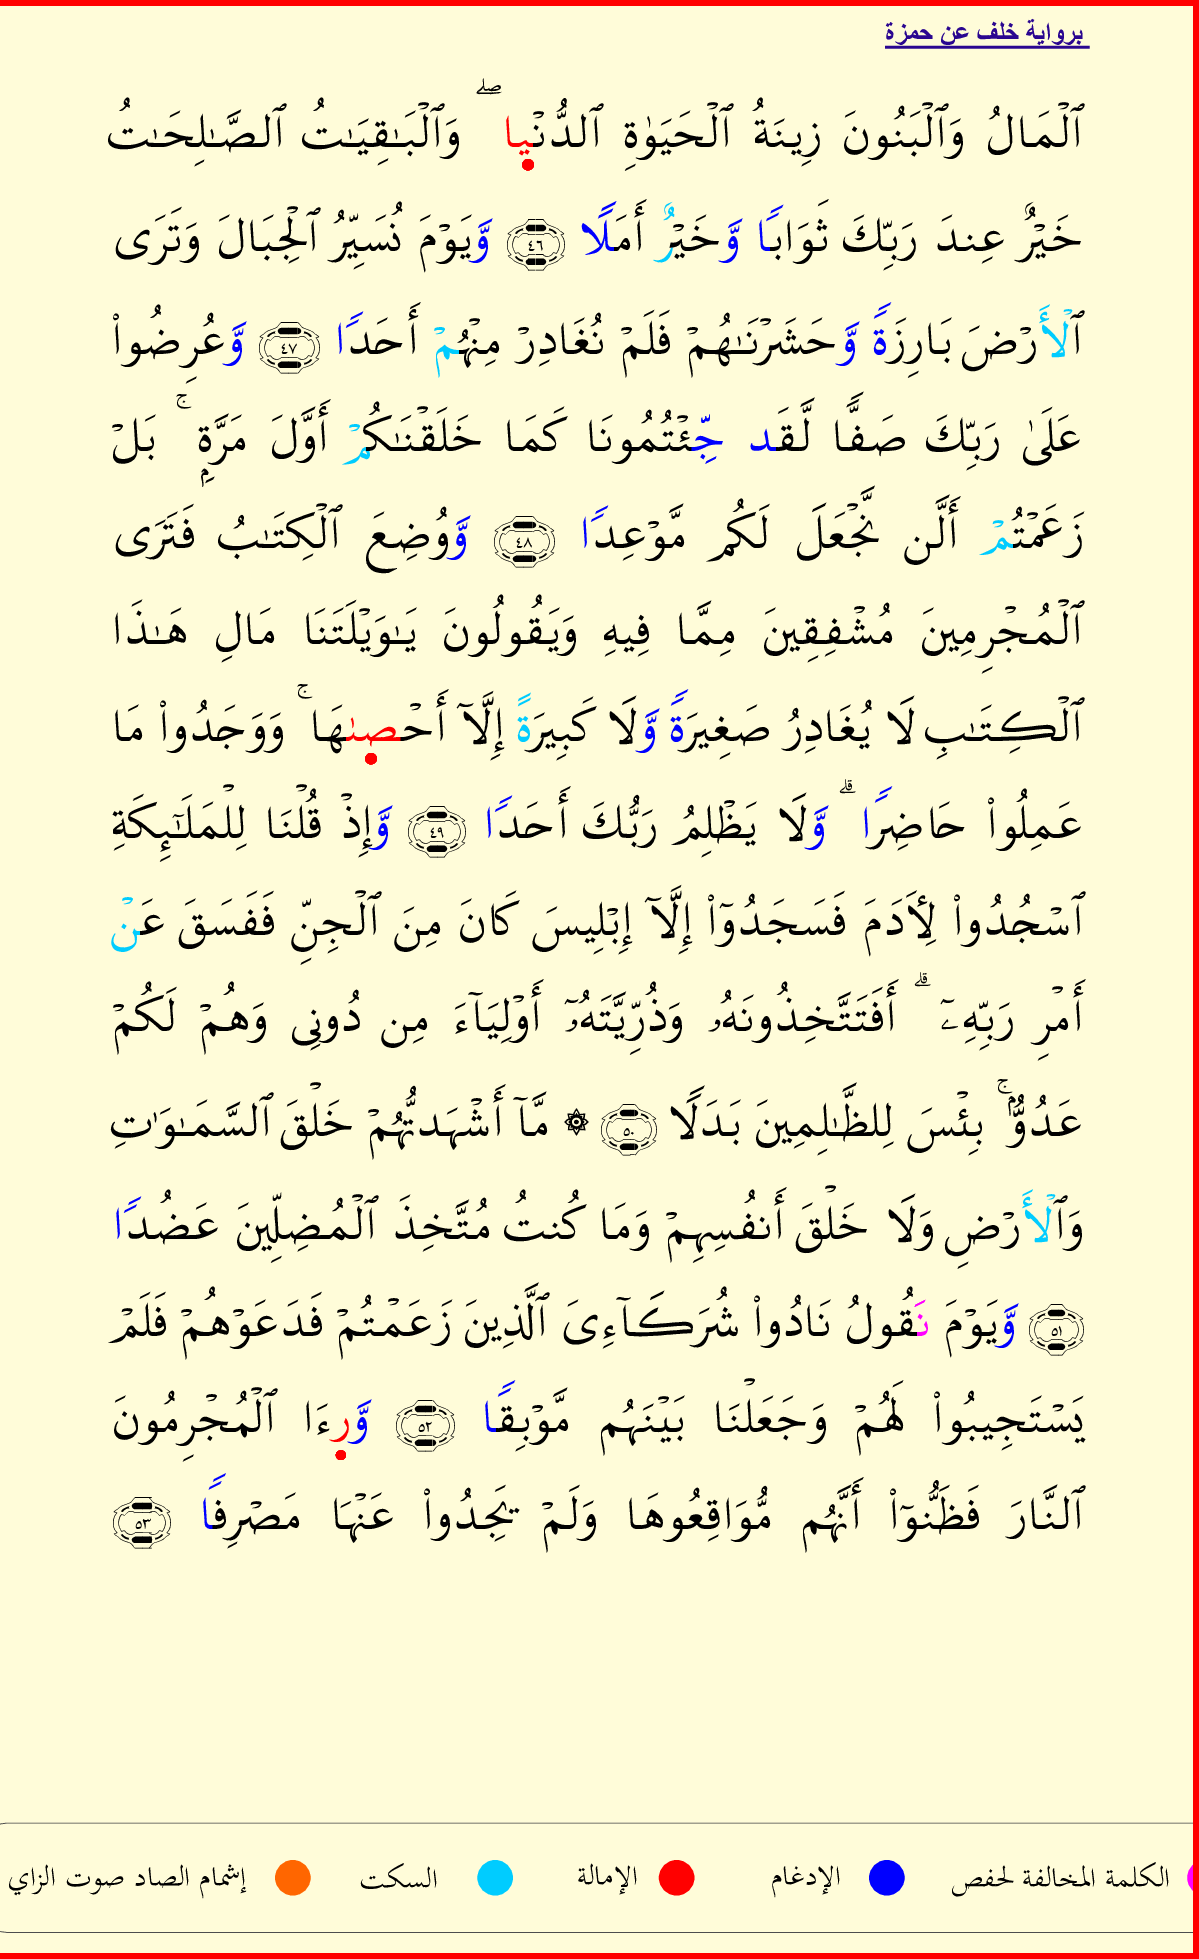 برواية خلف عن حمزة
ٱلۡمَالُ وَٱلۡبَنُونَ زِينَةُ ٱلۡحَيَوٰةِ ٱلدُّنۡيا ۖ وَٱلۡبَٰقِيَٰتُ ٱلصَّٰلِحَٰتُ
خَيۡرٌ عِندَ رَبِّكَ ثَوَابًا وَّخَيۡرٌ أَمَلًا ٤٦ وَّيَوۡمَ نُسَيِّرُ ٱلۡجِبَالَ وَتَرَى
ٱلۡأَرۡضَ بَارِزَةً وَّحَشَرۡنَٰهُمۡ فَلَمۡ نُغَادِرۡ مِنۡهُمۡ أَحَدًا ٤٧ وَّعُرِضُواْ
عَلَىٰ رَبِّكَ صَفًّا لَّقَد جِّئۡتُمُونَا كَمَا خَلَقۡنَٰكُمۡ أَوَّلَ مَرَّةِۭ ۚ بَلۡ
زَعَمۡتُمۡ أَلَّن نَّجۡعَلَ لَكُم مَّوۡعِدًا ٤٨ وَّوُضِعَ ٱلۡكِتَٰبُ فَتَرَى
ٱلۡمُجۡرِمِينَ مُشۡفِقِينَ مِمَّا فِيهِ وَيَقُولُونَ يَٰوَيۡلَتَنَا مَالِ هَٰذَا
ٱلۡكِتَٰبِ لَا يُغَادِرُ صَغِيرَةً وَّلَا كَبِيرَةً إِلَّآ أَحۡصىٰهَا ۚ وَوَجَدُواْ مَا
عَمِلُواْ حَاضِرًا ۗ وَّلَا يَظۡلِمُ رَبُّكَ أَحَدًا ٤٩ وَّإِذۡ قُلۡنَا لِلۡمَلَٰٓئِكَةِ
ٱسۡجُدُواْ لِأٓدَمَ فَسَجَدُوٓاْ إِلَّآ إِبۡلِيسَ كَانَ مِنَ ٱلۡجِنِّ فَفَسَقَ عَنۡ
أَمۡرِ رَبِّهِۦٓ ۗ أَفَتَتَّخِذُونَهُۥ وَذُرِّيَّتَهُۥٓ أَوۡلِيَآءَ مِن دُونِى وَهُمۡ لَكُمۡ
عَدُوُّۢ ۚ بِئۡسَ لِلظَّٰلِمِينَ بَدَلًا ٥٠ ۞ مَّآ أَشۡهَدتُّهُمۡ خَلۡقَ ٱلسَّمَٰوَٰتِ
وَٱلۡأَرۡضِ وَلَا خَلۡقَ أَنفُسِهِمۡ وَمَا كُنتُ مُتَّخِذَ ٱلۡمُضِلِّينَ عَضُدًا
٥١ وَّيَوۡمَ نَقُولُ نَادُواْ شُرَكَآءِىَ ٱلَّذِينَ زَعَمۡتُمۡ فَدَعَوۡهُمۡ فَلَمۡ
يَسۡتَجِيبُواْ لَهُمۡ وَجَعَلۡنَا بَيۡنَهُم مَّوۡبِقًا ٥٢ وَّرِءَا ٱلۡمُجۡرِمُونَ
ٱلنَّارَ فَظَنُّوٓاْ أَنَّهُم مُّوَاقِعُوهَا وَلَمۡ يَجِدُواْ عَنۡهَا مَصۡرِفًا ٥٣
الكلمة المخالفة لحفص الإدغام الإمالة السكت إشمام الصاد صوت الزاي